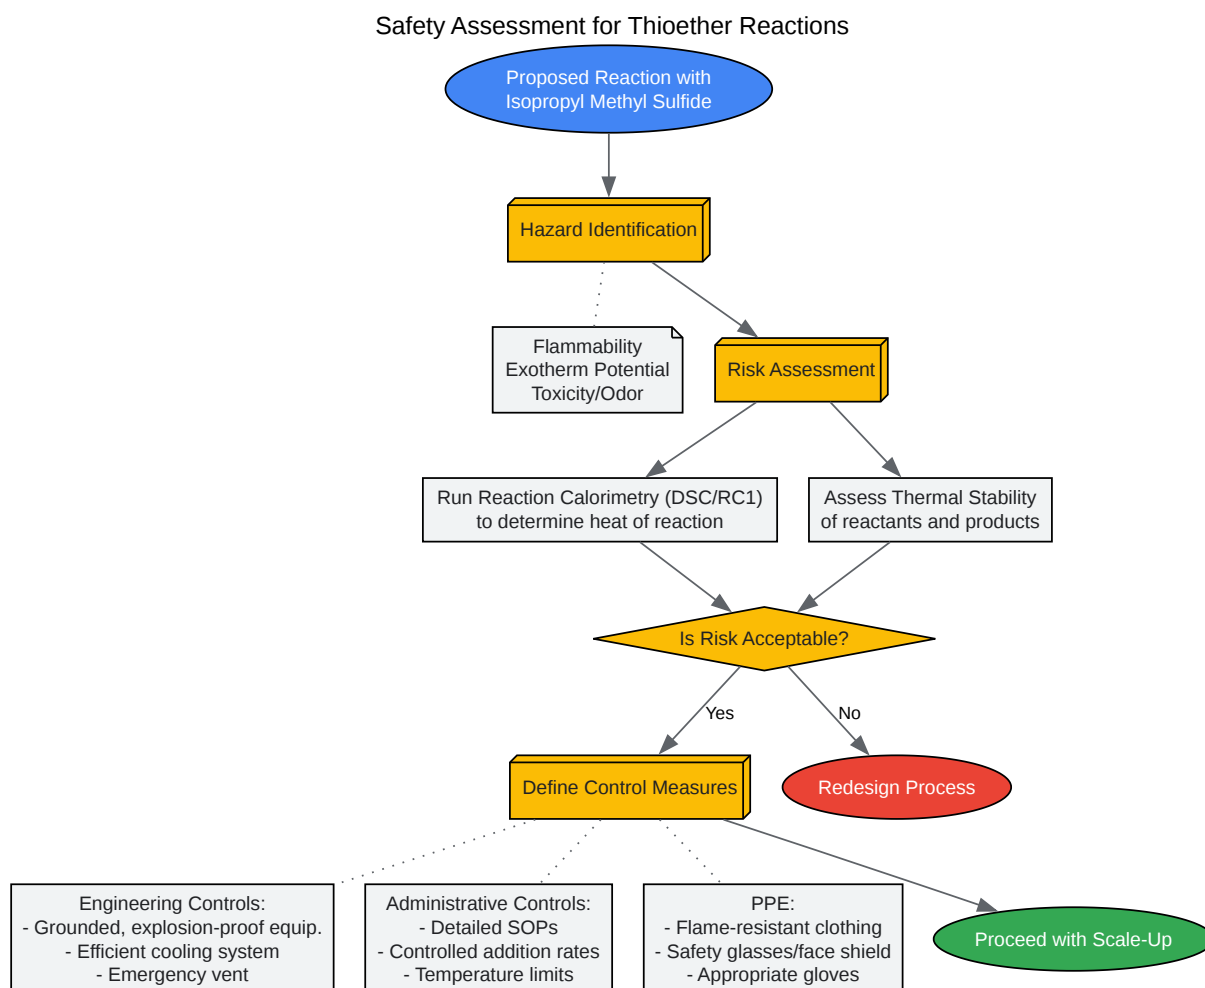 Safety Assessment for Thioether Reactions
Proposed Reaction with
Isopropyl Methyl Sulfide
Hazard Identification
Flammability
Exotherm Potential
Toxicity/Odor
Risk Assessment
Run Reaction Calorimetry (DSC/RC1)
to determine heat of reaction
Assess Thermal Stability
of reactants and products
Is Risk Acceptable?
Yes
No
Define Control Measures
Redesign Process
Engineering Controls:
- Grounded, explosion-proof equip.
- Efficient cooling system
- Emergency vent
Administrative Controls:
- Detailed SOPs
- Controlled addition rates
- Temperature limits
PPE:
- Flame-resistant clothing
- Safety glasses/face shield
- Appropriate gloves
Proceed with Scale-Up